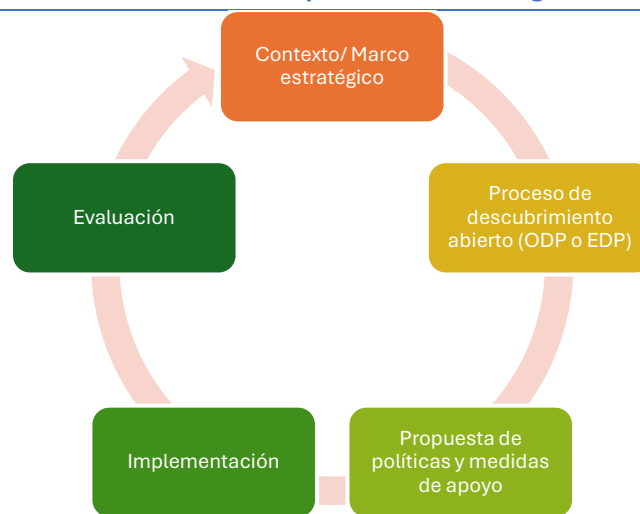 Contexto/ Marco
estratégico
Proceso de
descubrimiento
abierto (ODP o EDP)
Propuesta de
políticas y medidas
de apoyo
Implementación
Evaluación